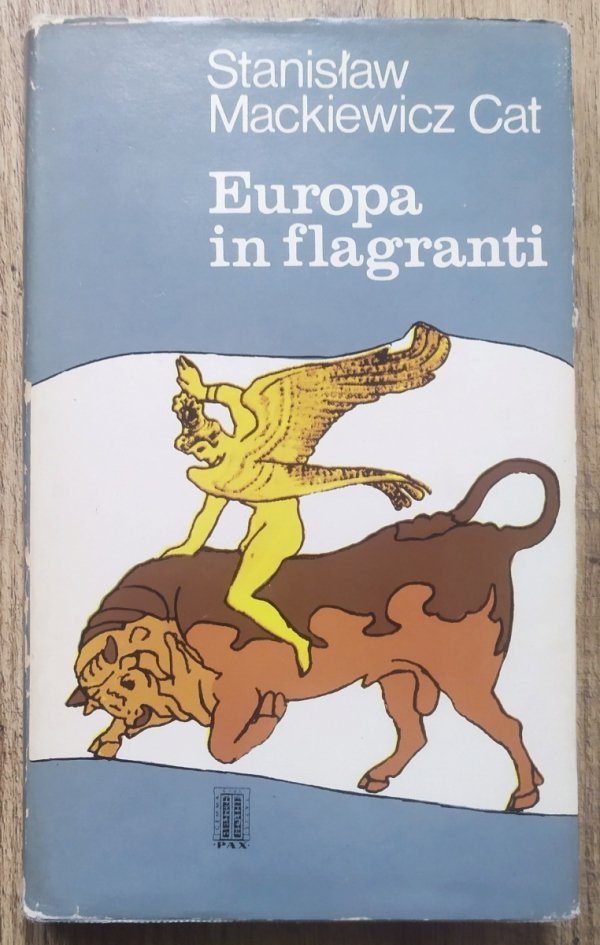 Stanisław
Mackiewicz Cat
Europa
in flagranti
·PAX·